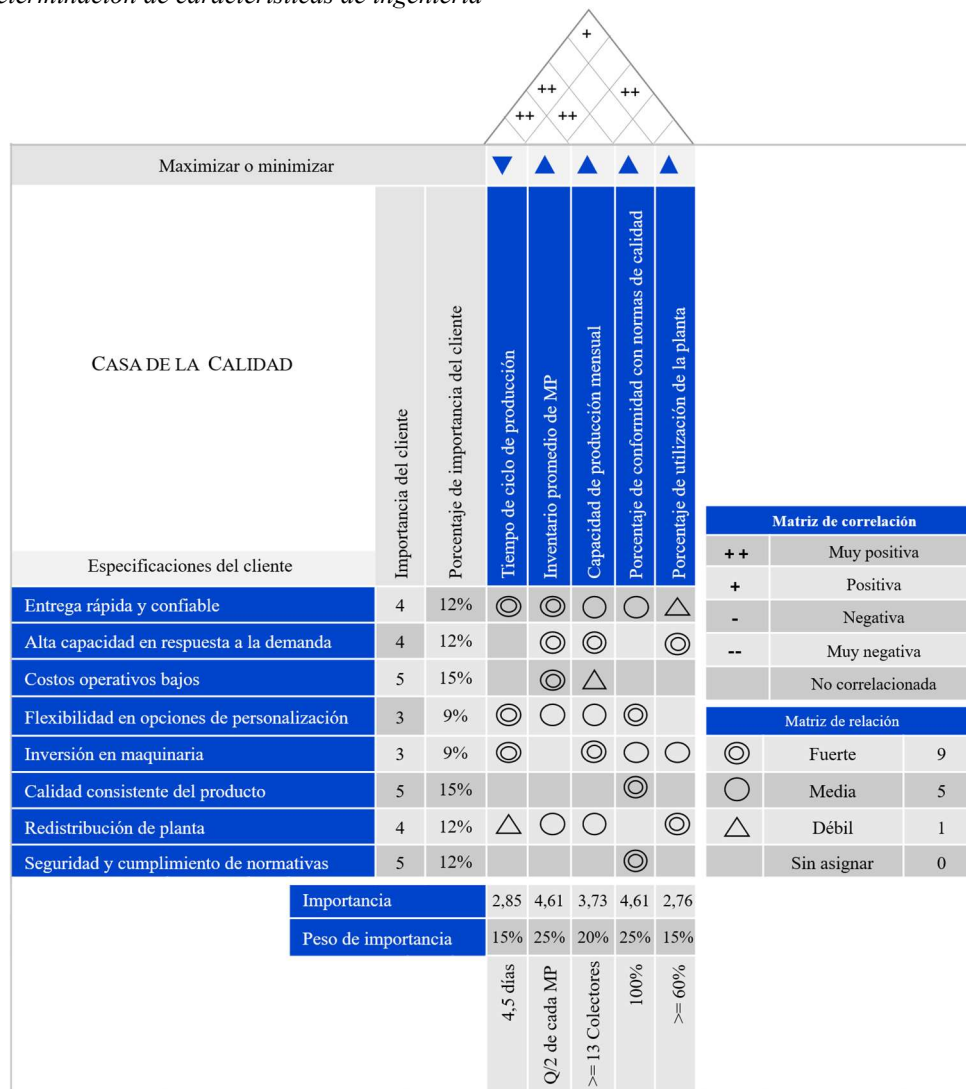 eterminación de características de ingeniería
+
++ ++
++ ++
Maximizar o minimizar
CASA DE LA CALIDAD
Especificaciones del cliente
Importancia del cliente
Porcentaje de importancia del cliente
Tiempo de ciclo de producción
Inventario promedio de MP
Capacidad de producción mensual
Porcentaje de conformidad con normas de calidad
Porcentaje de utilización de la planta
Entrega rápida y confiable 4 12%
Alta capacidad en respuesta a la demanda 4 12%
Costos operativos bajos 5 15%
Flexibilidad en opciones de personalización 3 9%
Inversión en maquinaria 3 9%
Calidad consistente del producto 5 15%
Redistribución de planta 4 12%
Seguridad y cumplimiento de normativas 5 12%
Importancia 2,85 4,61 3,73 4,61 2,76
Peso de importancia 15% 25% 20% 25% 15%
4,5 días
Q/2 de cada MP
>= 13 Colectores
100%
>= 60%
Matriz de correlación
++ Muy positiva
+ Positiva
- Negativa
-- Muy negativa
No correlacionada
Matriz de relación
Fuerte 9
Media 5
Débil 1
Sin asignar 0